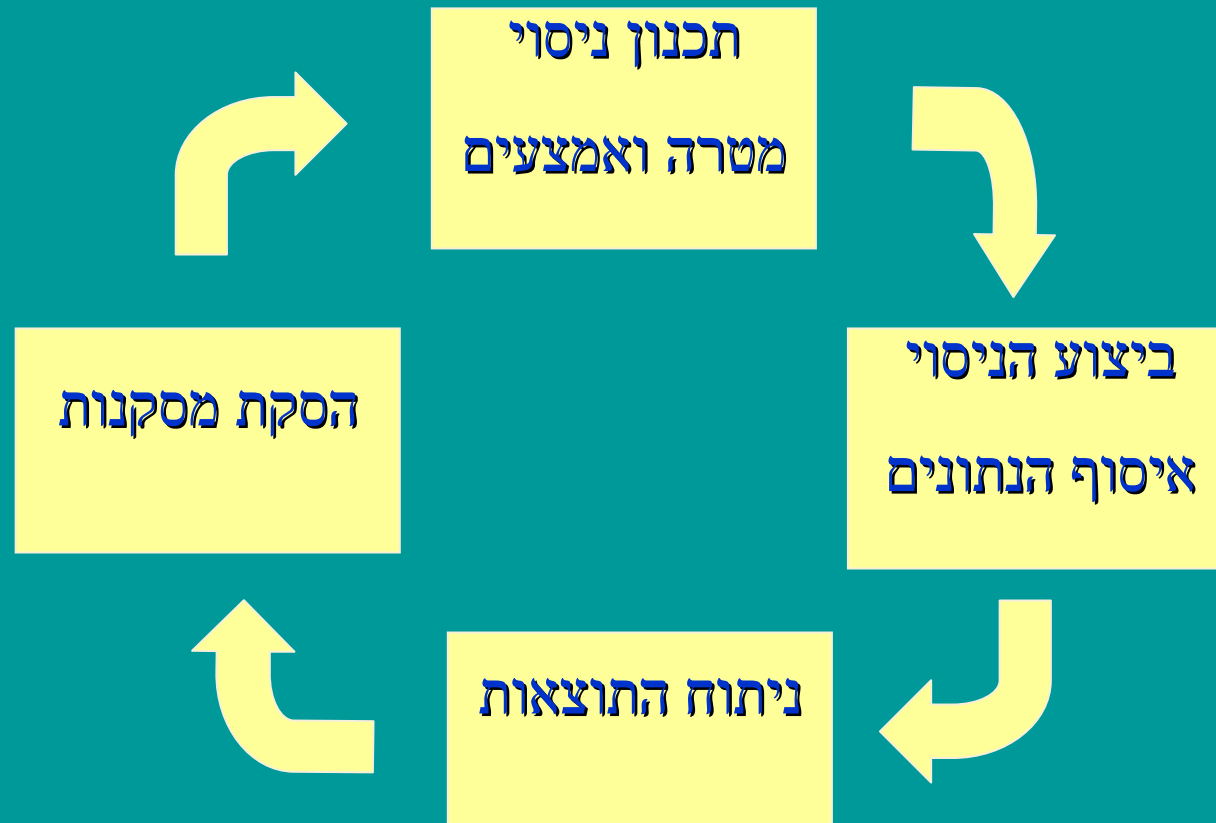 תכנון ניסוי
מטרה ואמצעים
ביצוע הניסוי
איסוף הנתונים
ניתוח התוצאות
הסקת מסקנות